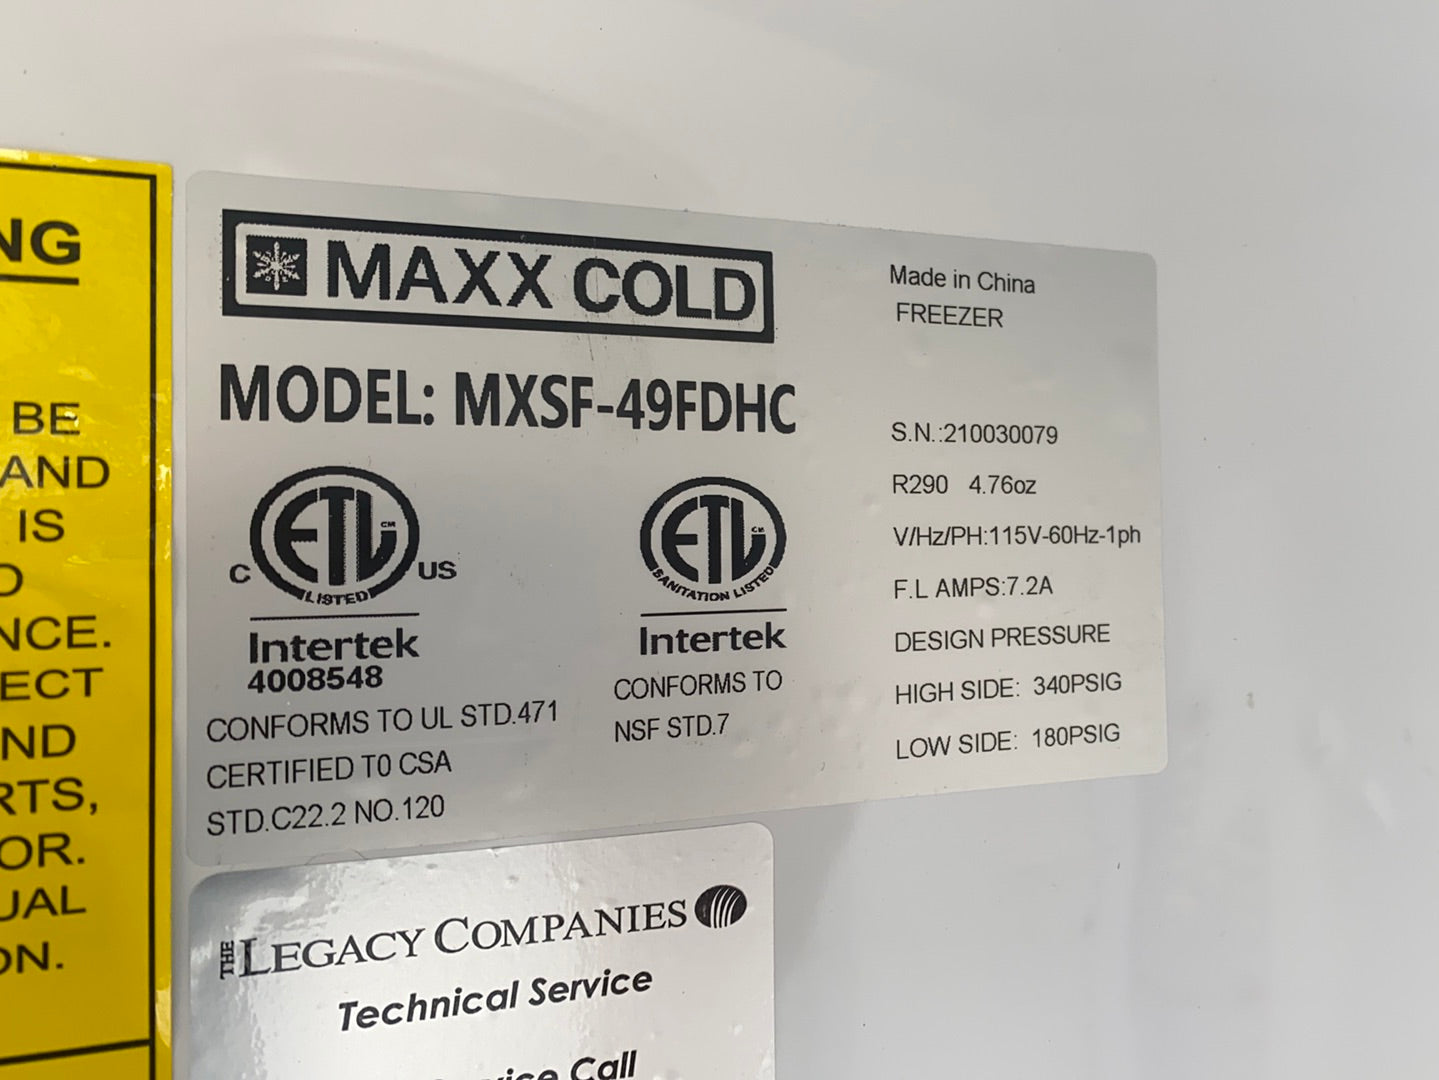 NG
BE
AND
IS
NCE.
ECT
ND
RTS,
OR.
UAL
ON.
MAXX COLD
MODEL: MXSF-49FDHC
C ETL CM US
LISTED
Intertek
4008548
CONFORMS TO UL STD.471
CERTIFIED T0 CSA
STD.C22.2 NO.120
ETL CM
SANITATION LISTED
Intertek
CONFORMS TO
NSF STD.7
Made in China
FREEZER
S.N.:210030079
R290 4.76oz
V/Hz/PH:115V-60Hz-1ph
F.L AMPS:7.2A
DESIGN PRESSURE
HIGH SIDE: 340PSIG
LOW SIDE: 180PSIG
THE LEGACY COMPANIES
Technical Service
Call